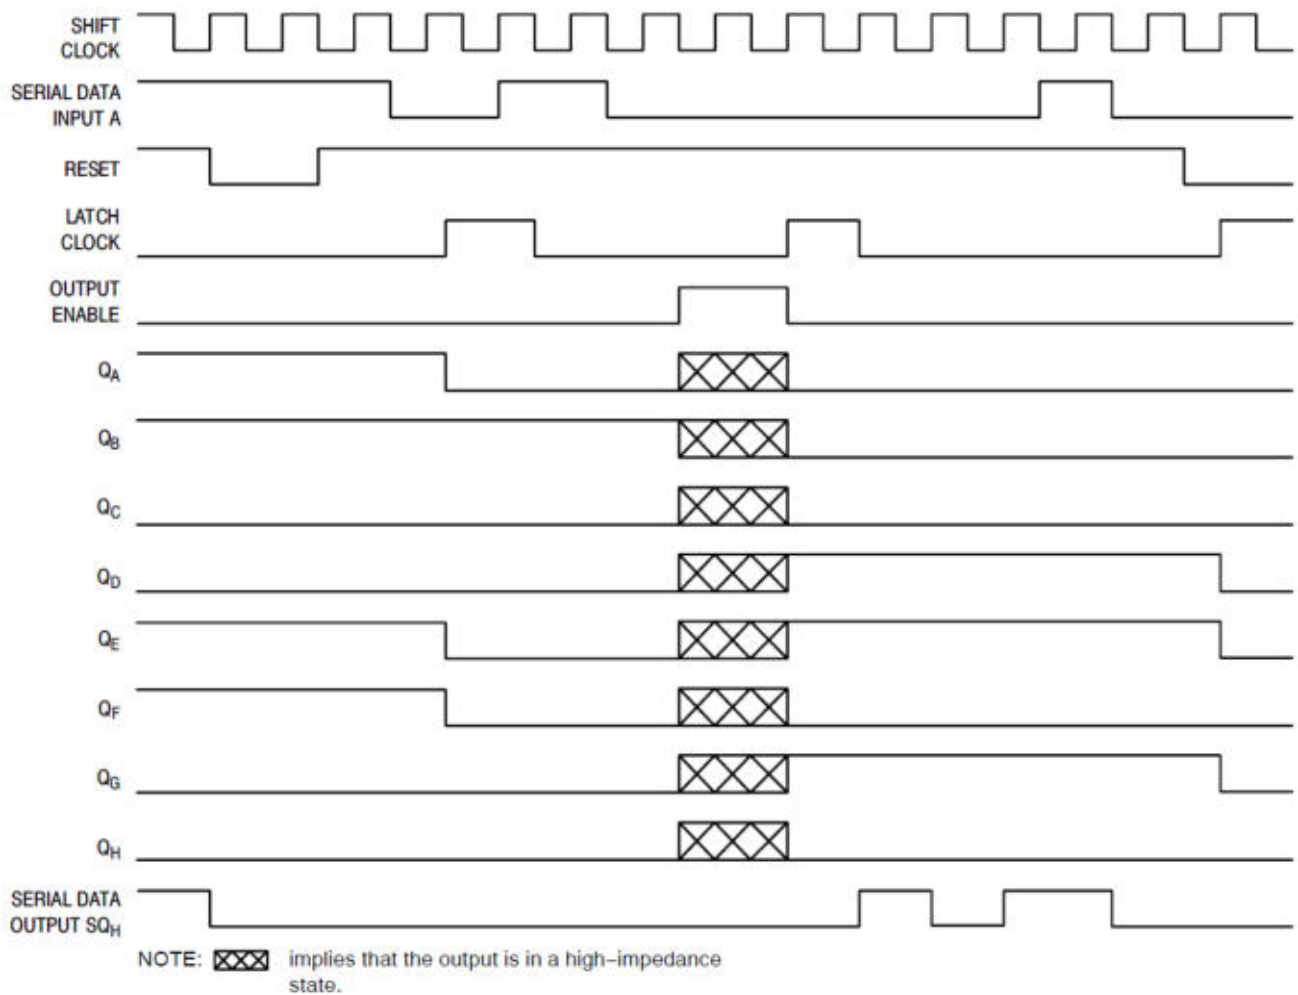 SHIFT
CLOCK
SERIAL DATA
INPUT A
RESET
LATCH
CLOCK
OUTPUT
ENABLE
QA
QB
QC
QD
QE
QF
QG
QH
SERIAL DATA
OUTPUT SQH
NOTE: implies that the output is in a high–impedance
state.